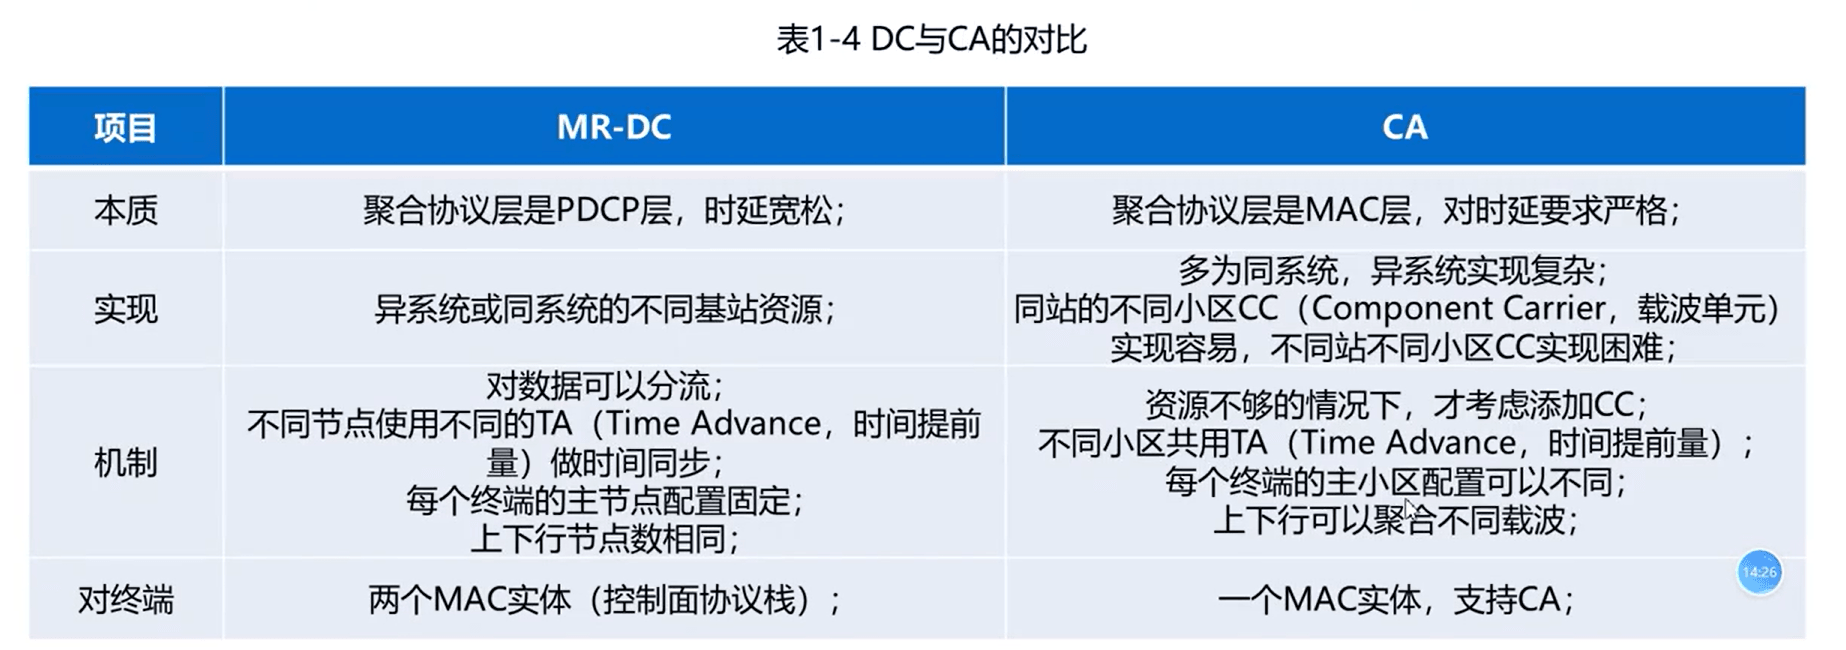 表1-4 DC与CA的对比
项目
MR-DC
CA
本质
聚合协议层是PDCP层，时延宽松；
聚合协议层是MAC层，对时延要求严格；
实现
异系统或同系统的不同基站资源；
多为同系统，异系统实现复杂；
同站的不同小区CC（Component Carrier，载波单元）
实现容易，不同站不同小区CC实现困难；
机制
对数据可以分流；
不同节点使用不同的TA（Time Advance，时间提前
量）做时间同步；
每个终端的主节点配置固定；
上下行节点数相同；
资源不够的情况下，才考虑添加CC；
不同小区共用TA（Time Advance，时间提前量）；
每个终端的主小区配置可以不同；
上下行可以聚合不同载波；
对终端
两个MAC实体（控制面协议栈）；
一个MAC实体，支持CA；
14:26